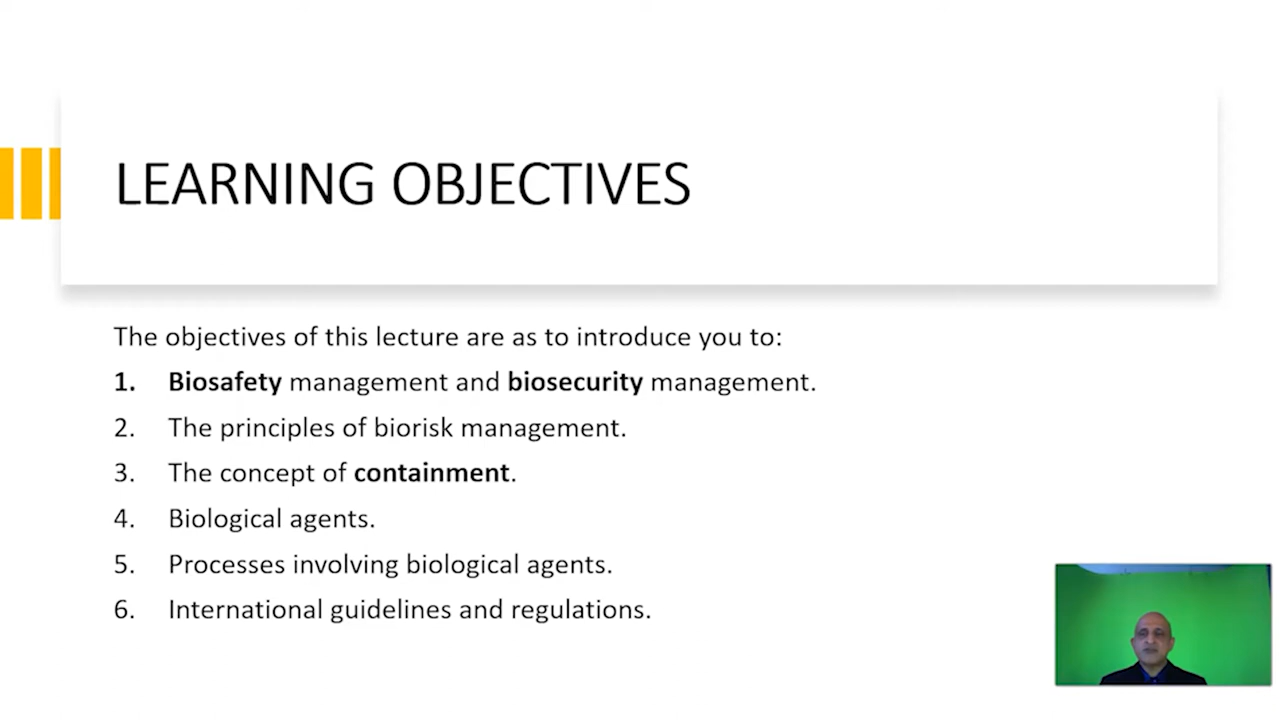 LEARNING OBJECTIVES
The objectives of this lecture are as to introduce you to:
1. Biosafety management and biosecurity management.
2. The principles of biorisk management.
3. The concept of containment.
4. Biological agents.
5. Processes involving biological agents.
6. International guidelines and regulations.